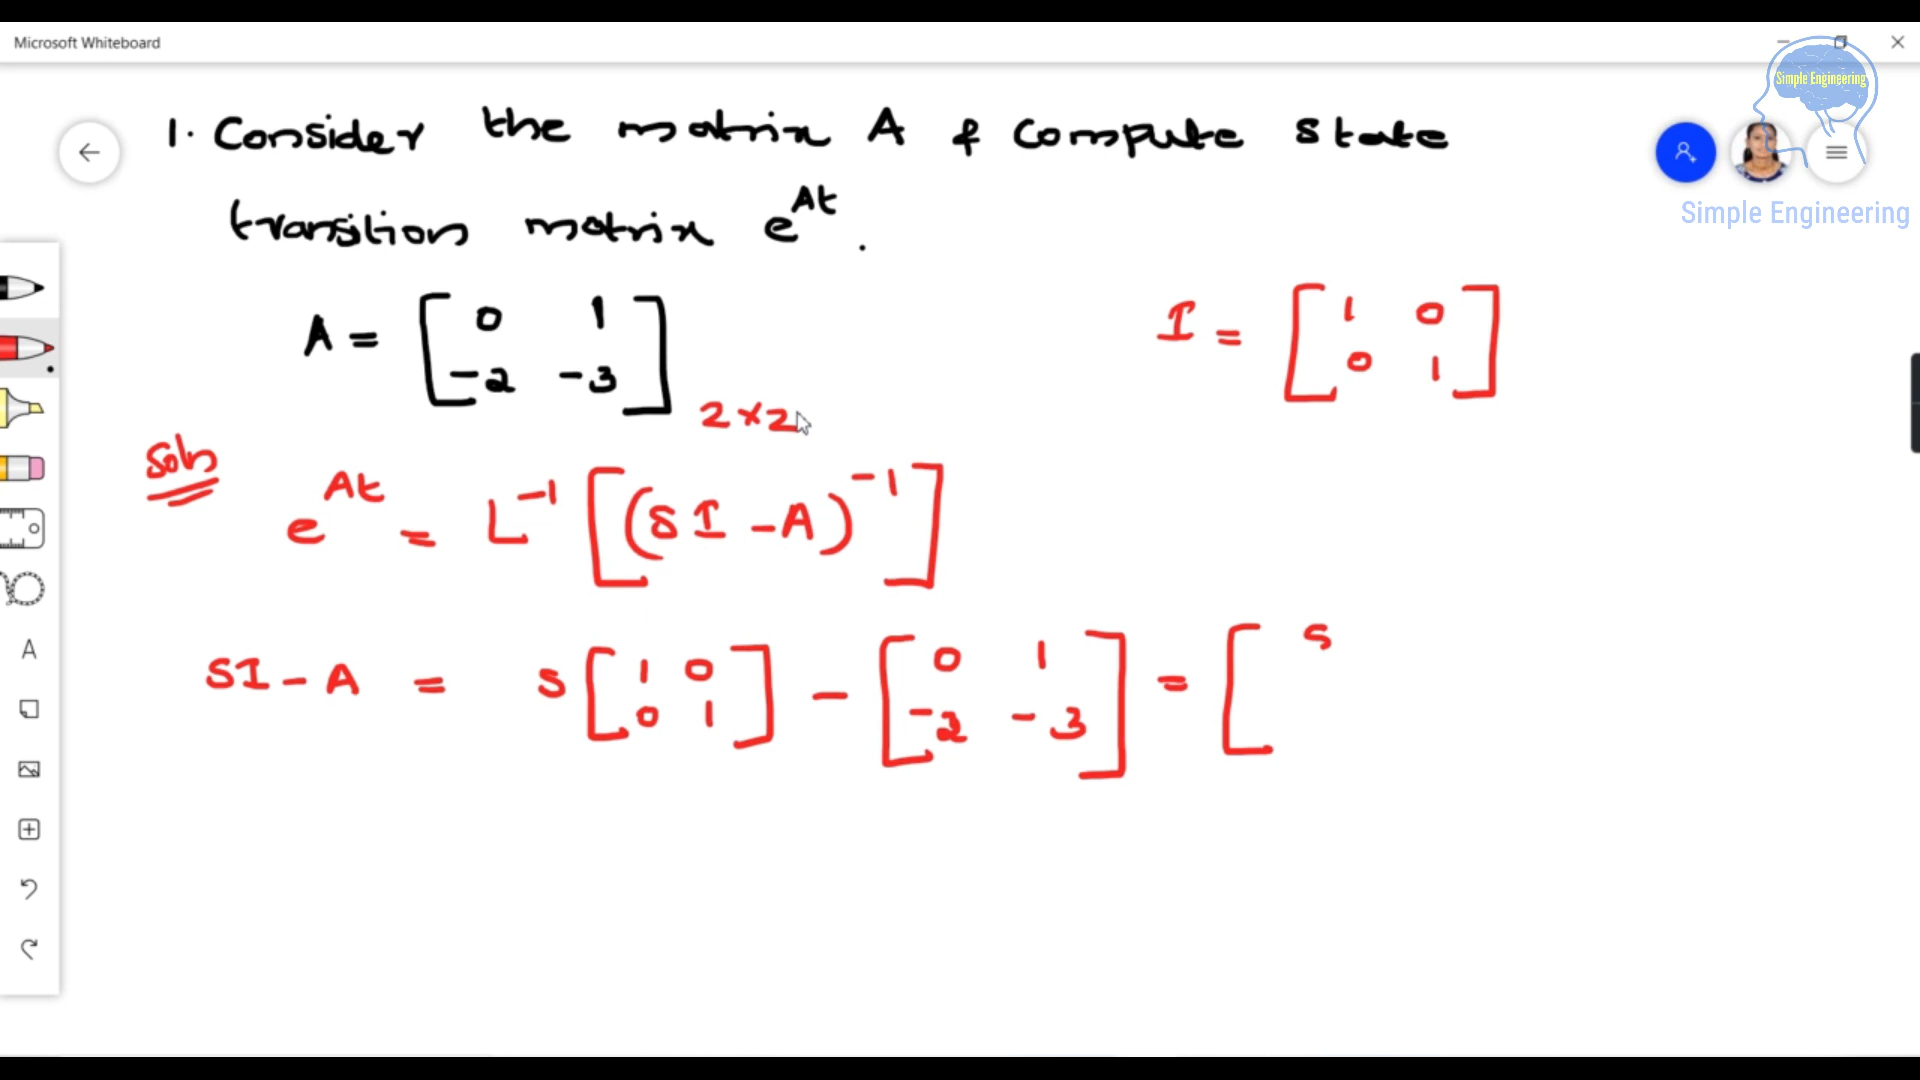 Microsoft Whiteboard
Simple Engineering
Simple Engineering
1. Consider the matrix A & compute state
transition matrix e^At .
A = [ 0 1
-2 -3 ] 2×2
I = [ 1 0
0 1 ]
Soln
e^At = L^-1 [ (SI - A)^-1 ]
SI - A = S [ 1 0
0 1 ] - [ 0 1
-2 -3 ] = [ S
A